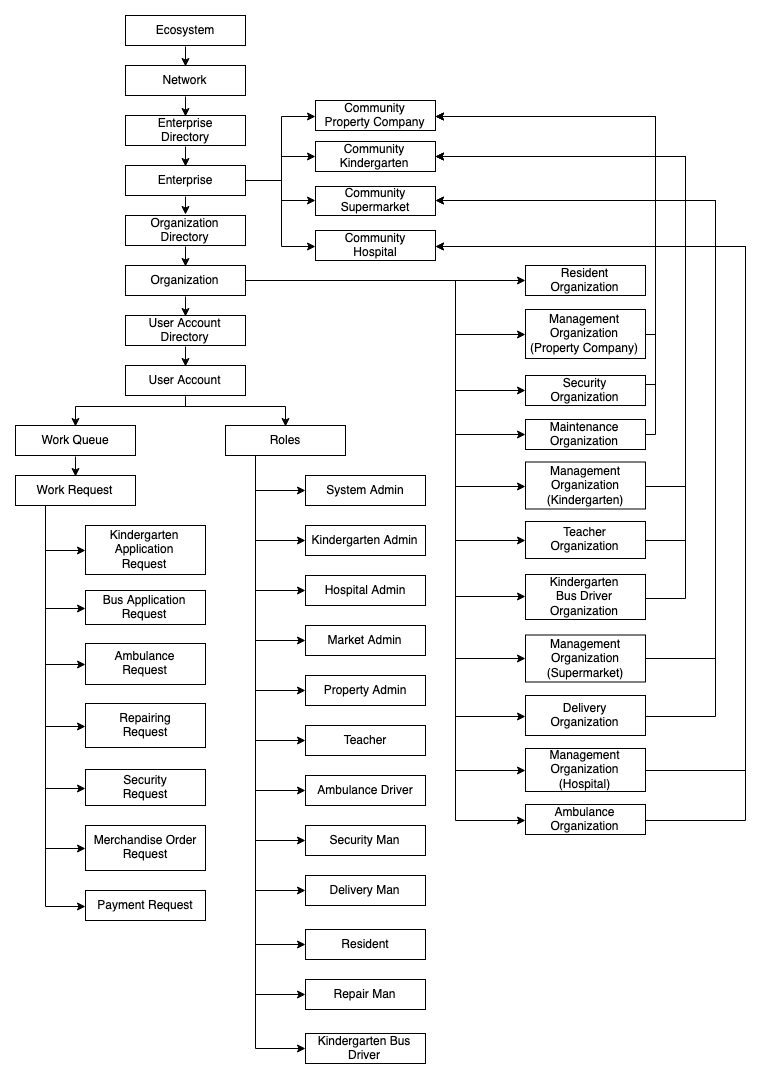 Ecosystem
Network
Enterprise
Directory
Enterprise
Organization
Directory
Organization
User Account
Directory
User Account
Community
Property Company
Community
Kindergarten
Community
Supermarket
Community
Hospital
Work Queue
Work Request
Kindergarten
Application
Request
Bus Application
Request
Ambulance
Request
Repairing
Request
Security
Request
Merchandise Order
Request
Payment Request
Roles
System Admin
Kindergarten Admin
Hospital Admin
Market Admin
Property Admin
Teacher
Ambulance Driver
Security Man
Delivery Man
Resident
Repair Man
Kindergarten Bus
Driver
Resident
Organization
Management
Organization
(Property Company)
Security
Organization
Maintenance
Organization
Management
Organization
(Kindergarten)
Teacher
Organization
Kindergarten
Bus Driver
Organization
Management
Organization
(Supermarket)
Delivery
Organization
Management
Organization
(Hospital)
Ambulance
Organization